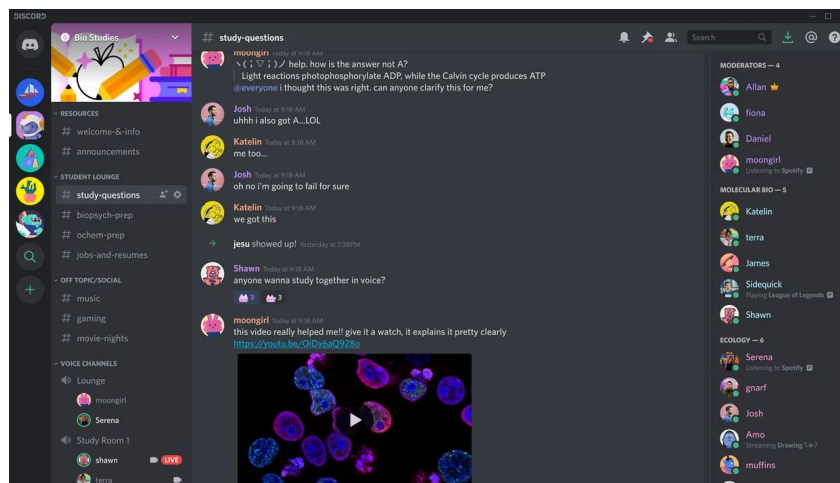 DISCORD
Bio Studies
RESOURCES
# welcome-&-info
# announcements
STUDENT LOUNGE
# study-questions
# biopsych-prep
# ochem-prep
# jobs-and-resumes
OFF TOPIC/SOCIAL
# music
# gaming
# movie-nights
VOICE CHANNELS
Lounge
moongirl
Serena
Study Room 1
shawn LIVE
terra
# study-questions
Search
moongirl Today at 9:18 AM
ヽ(；▽；)ノ help. how is the answer not A?
Light reactions photophosphorylate ADP, while the Calvin cycle produces ATP
@everyone i thought this was right. can anyone clarify this for me?
Josh Today at 9:18 AM
uhhh i also got A...LOL
Katelin Today at 9:18 AM
me too...
Josh Today at 9:18 AM
oh no i'm going to fail for sure
Katelin Today at 9:18 AM
we got this
jesu showed up! Yesterday at 2:38PM
Shawn Today at 9:18 AM
anyone wanna study together in voice?
3 3
moongirl Today at 9:18 AM
this video really helped me!! give it a watch, it explains it pretty clearly
https://youtu.be/OiDx6aQ928o
MODERATORS — 4
Allan
fiona
Daniel
moongirl
Listening to Spotify
MOLECULAR BIO — 5
Katelin
terra
James
Sidequick
Playing League of Legends
Shawn
ECOLOGY — 6
Serena
Listening to Spotify
gnarf
Josh
Amo
Streaming Drawing
muffins